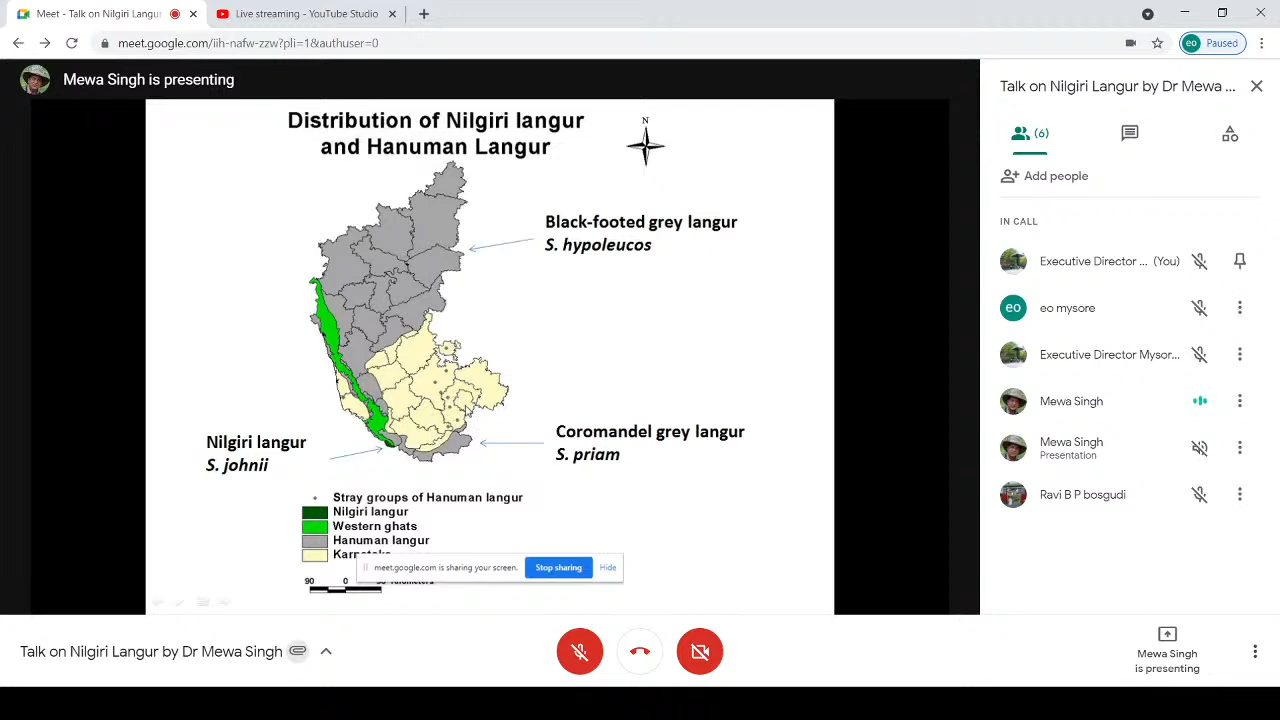 Meet - Talk on Nilgiri Langur
Live streaming - YouTube Studio
meet.google.com/iih-nafw-zzw?pli=1&authuser=0
eo
Paused
Mewa Singh is presenting
Distribution of Nilgiri langur
and Hanuman Langur
N
Black-footed grey langur
S. hypoleucos
Nilgiri langur
S. johnii
Coromandel grey langur
S. priam
Stray groups of Hanuman langur
Nilgiri langur
Western ghats
Hanuman langur
meet.google.com is sharing your screen.
Stop sharing
Hide
90 0
Talk on Nilgiri Langur by Dr Mewa ...
(6)
Add people
IN CALL
Executive Director ... (You)
eo
eo mysore
Executive Director Mysor...
Mewa Singh
Mewa Singh
Presentation
Ravi B P bosgudi
Talk on Nilgiri Langur by Dr Mewa Singh
Mewa Singh
is presenting